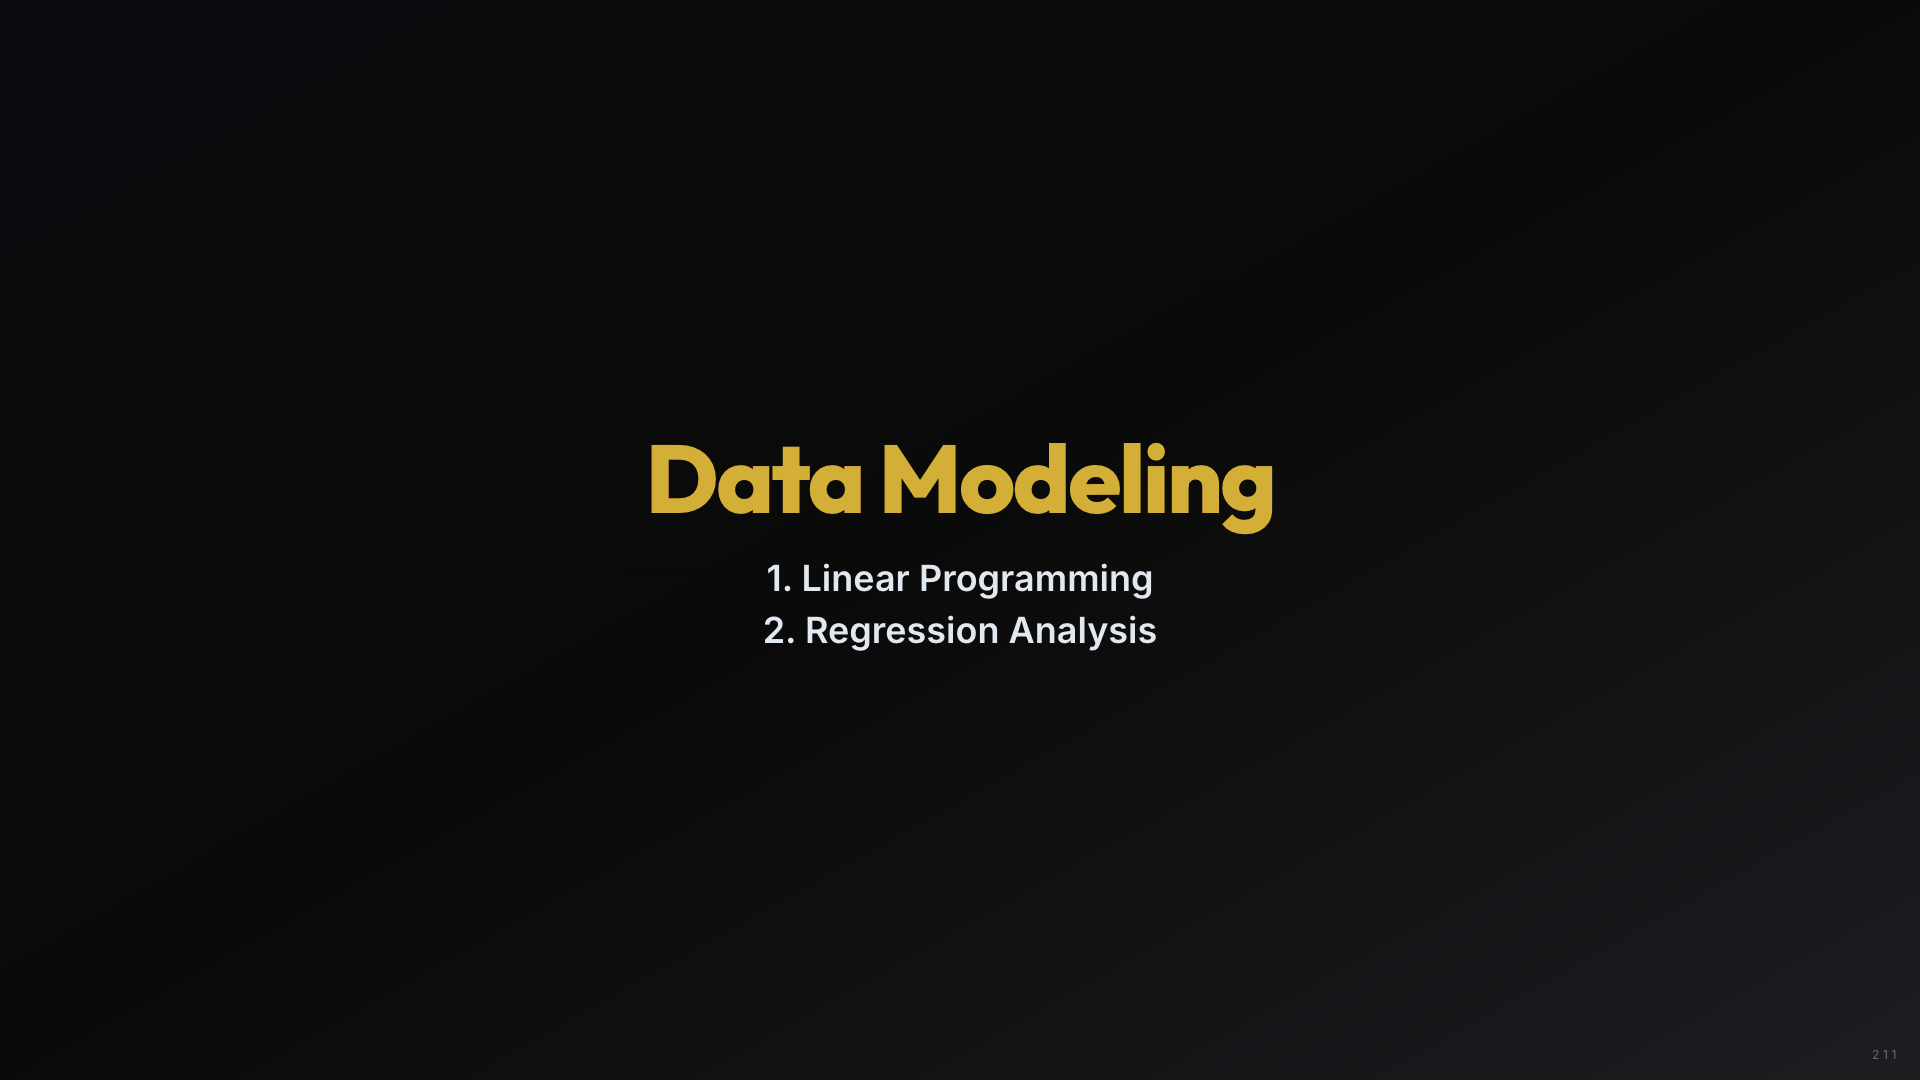 Data Modeling
1. Linear Programming
2. Regression Analysis
211